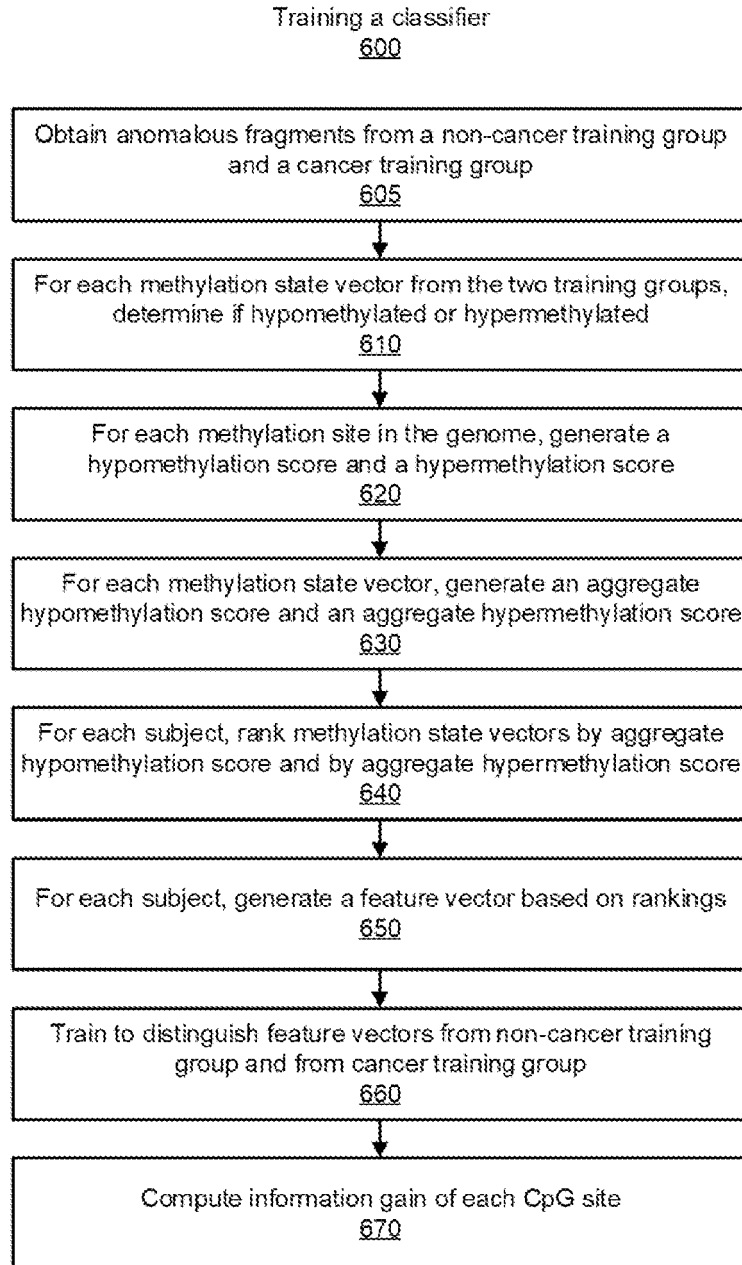 Training a classifier
600
Obtain anomalous fragments from a non-cancer training group
and a cancer training group
605
For each methylation state vector from the two training groups,
determine if hypomethylated or hypermethylated
610
For each methylation site in the genome, generate a
hypomethylation score and a hypermethylation score
620
For each methylation state vector, generate an aggregate
hypomethylation score and an aggregate hypermethylation score
630
For each subject, rank methylation state vectors by aggregate
hypomethylation score and by aggregate hypermethylation score
640
For each subject, generate a feature vector based on rankings
650
Train to distinguish feature vectors from non-cancer training
group and from cancer training group
660
Compute information gain of each CpG site
670